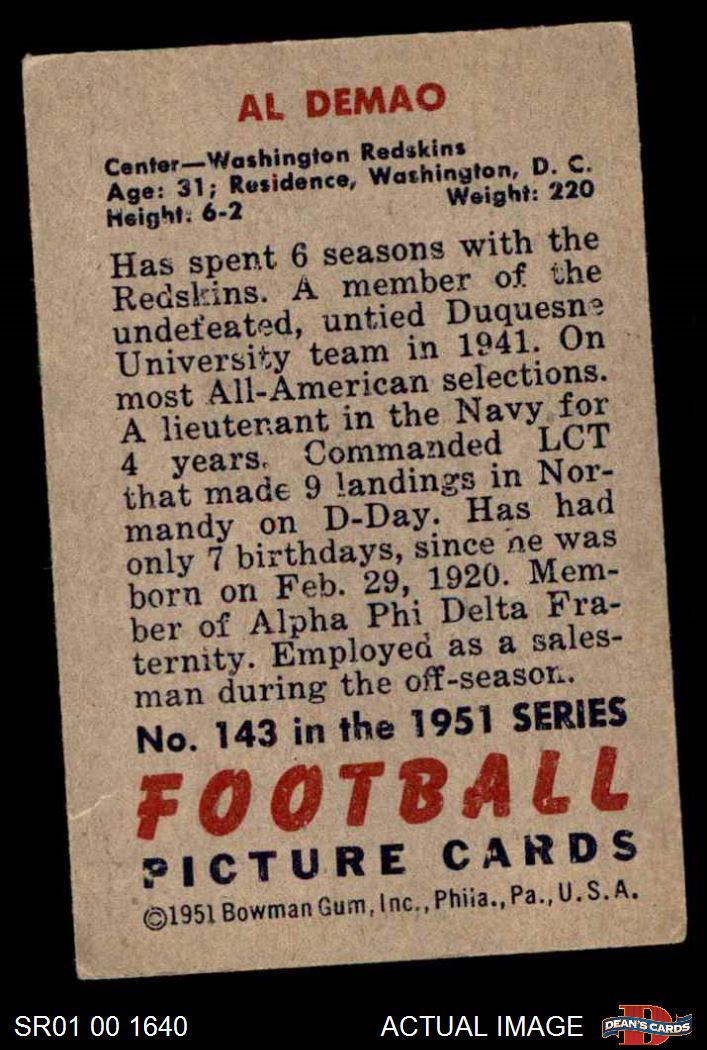 AL DEMAO
Center—Washington Redskins
Age: 31; Residence, Washington, D. C.
Height: 6-2 Weight: 220
Has spent 6 seasons with the
Redskins. A member of the
undefeated, untied Duquesne
University team in 1941. On
most All-American selections.
A lieutenant in the Navy for
4 years. Commanded LCT
that made 9 landings in Nor-
mandy on D-Day. Has had
only 7 birthdays, since he was
born on Feb. 29, 1920. Mem-
ber of Alpha Phi Delta Fra-
ternity. Employed as a sales-
man during the off-season.
No. 143 in the 1951 SERIES
FOOTBALL
PICTURE CARDS
©1951 Bowman Gum, Inc., Phila., Pa., U.S.A.
SR01 00 1640 ACTUAL IMAGE D DEAN'S CARDS